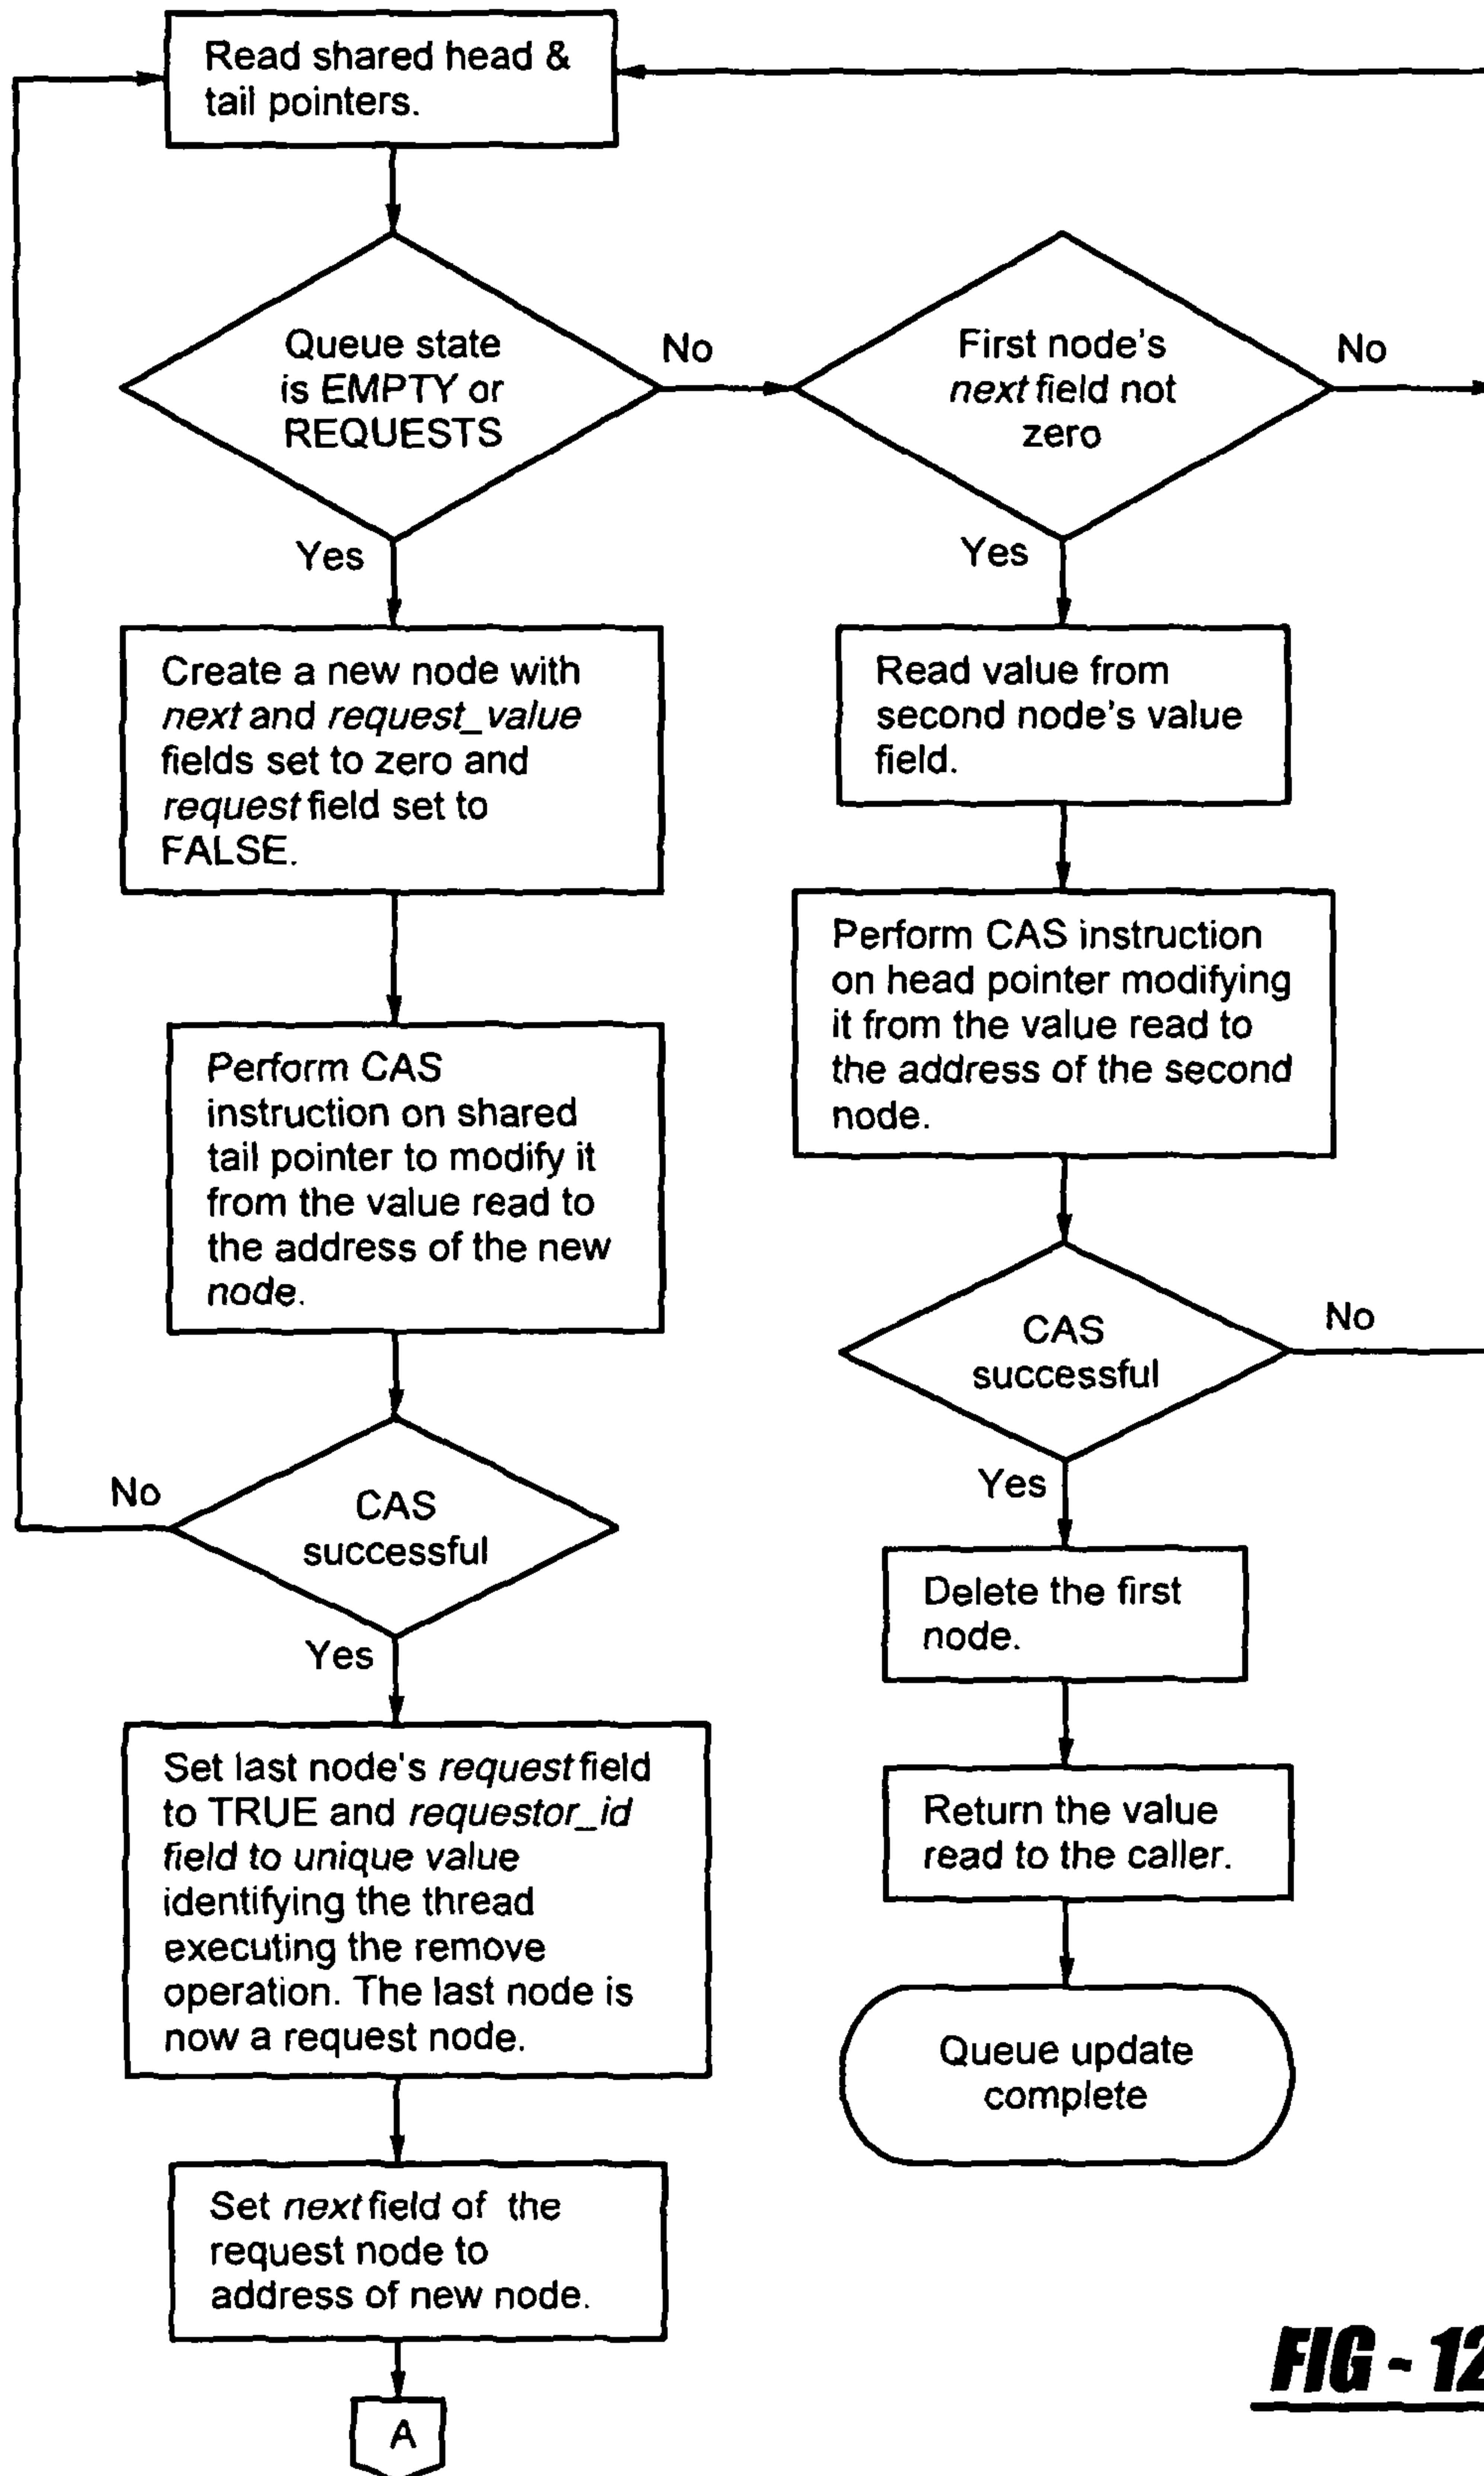 Read shared head &
tail pointers.
Queue state
is EMPTY or
REQUESTS
No
Yes
First node's
next field not
zero
No
Yes
Create a new node with
next and request_value
fields set to zero and
request field set to
FALSE.
Read value from
second node's value
field.
Perform CAS
instruction on shared
tail pointer to modify it
from the value read to
the address of the new
node.
Perform CAS instruction
on head pointer modifying
it from the value read to
the address of the second
node.
CAS
successful
No
Yes
CAS
successful
No
Yes
Set last node's request field
to TRUE and requestor_id
field to unique value
identifying the thread
executing the remove
operation. The last node is
now a request node.
Delete the first
node.
Return the value
read to the caller.
Queue update
complete
Set next field of the
request node to
address of new node.
A
FIG - 12